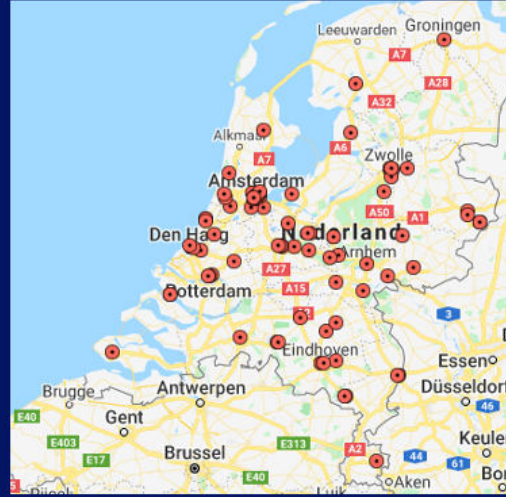 Groningen
Leeuwarden
A7
A28
A32
Alkmaar
A6
A7
Zwolle
Amsterdam
A50
A1
Den Haag
Nederland
Arnhem
A27
Rotterdam
A15
3
Eindhoven
Essen
Brugge
Antwerpen
Düsseldorf
E40
Gent
46
E403
E313
A2
Keulen
E17
Brussel
44
61
E40
Aken